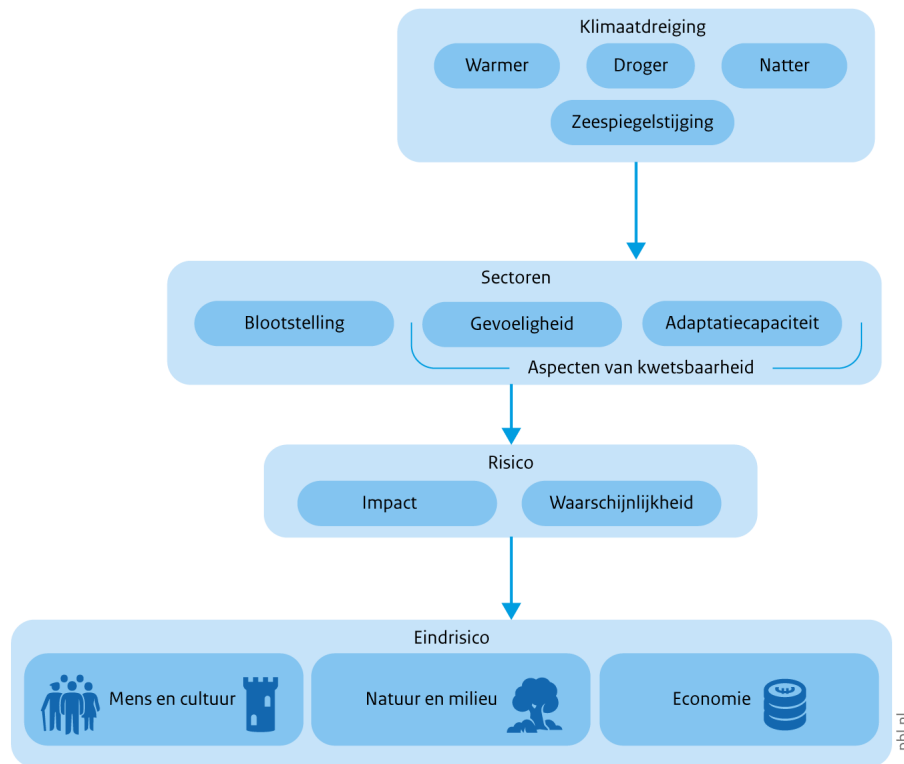 Klimaatdreiging
Warmer
Droger
Natter
Zeespiegelstijging
Sectoren
Blootstelling
Gevoeligheid
Adaptatiecapaciteit
Aspecten van kwetsbaarheid
Risico
Impact
Waarschijnlijkheid
Eindrisico
Mens en cultuur
Natuur en milieu
Economie
pbl.nl